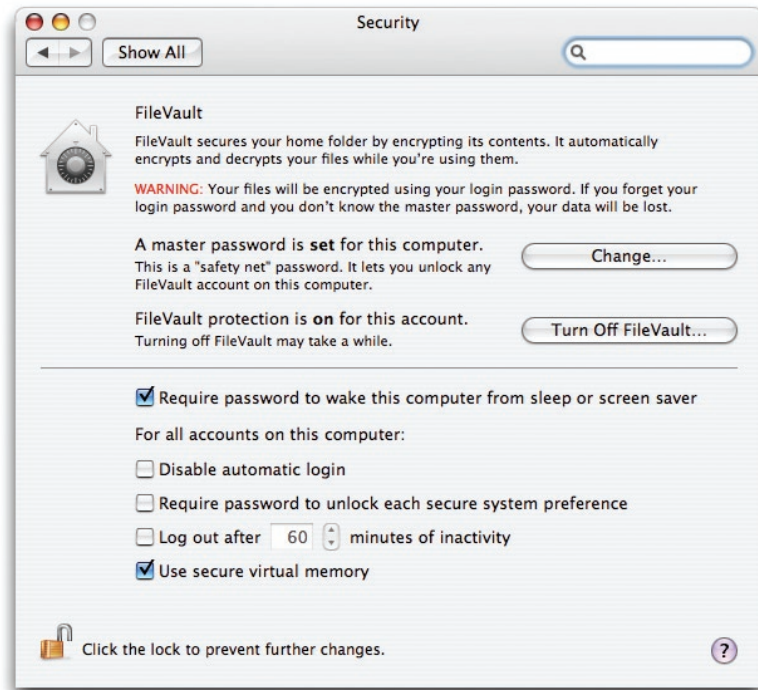 Security
Show All
FileVault
FileVault secures your home folder by encrypting its contents. It automatically
encrypts and decrypts your files while you're using them.
WARNING: Your files will be encrypted using your login password. If you forget your
login password and you don't know the master password, your data will be lost.
A master password is set for this computer.
This is a "safety net" password. It lets you unlock any
FileVault account on this computer.
Change...
FileVault protection is on for this account.
Turning off FileVault may take a while.
Turn Off FileVault...
Require password to wake this computer from sleep or screen saver
For all accounts on this computer:
Disable automatic login
Require password to unlock each secure system preference
Log out after 60 minutes of inactivity
Use secure virtual memory
Click the lock to prevent further changes.
?